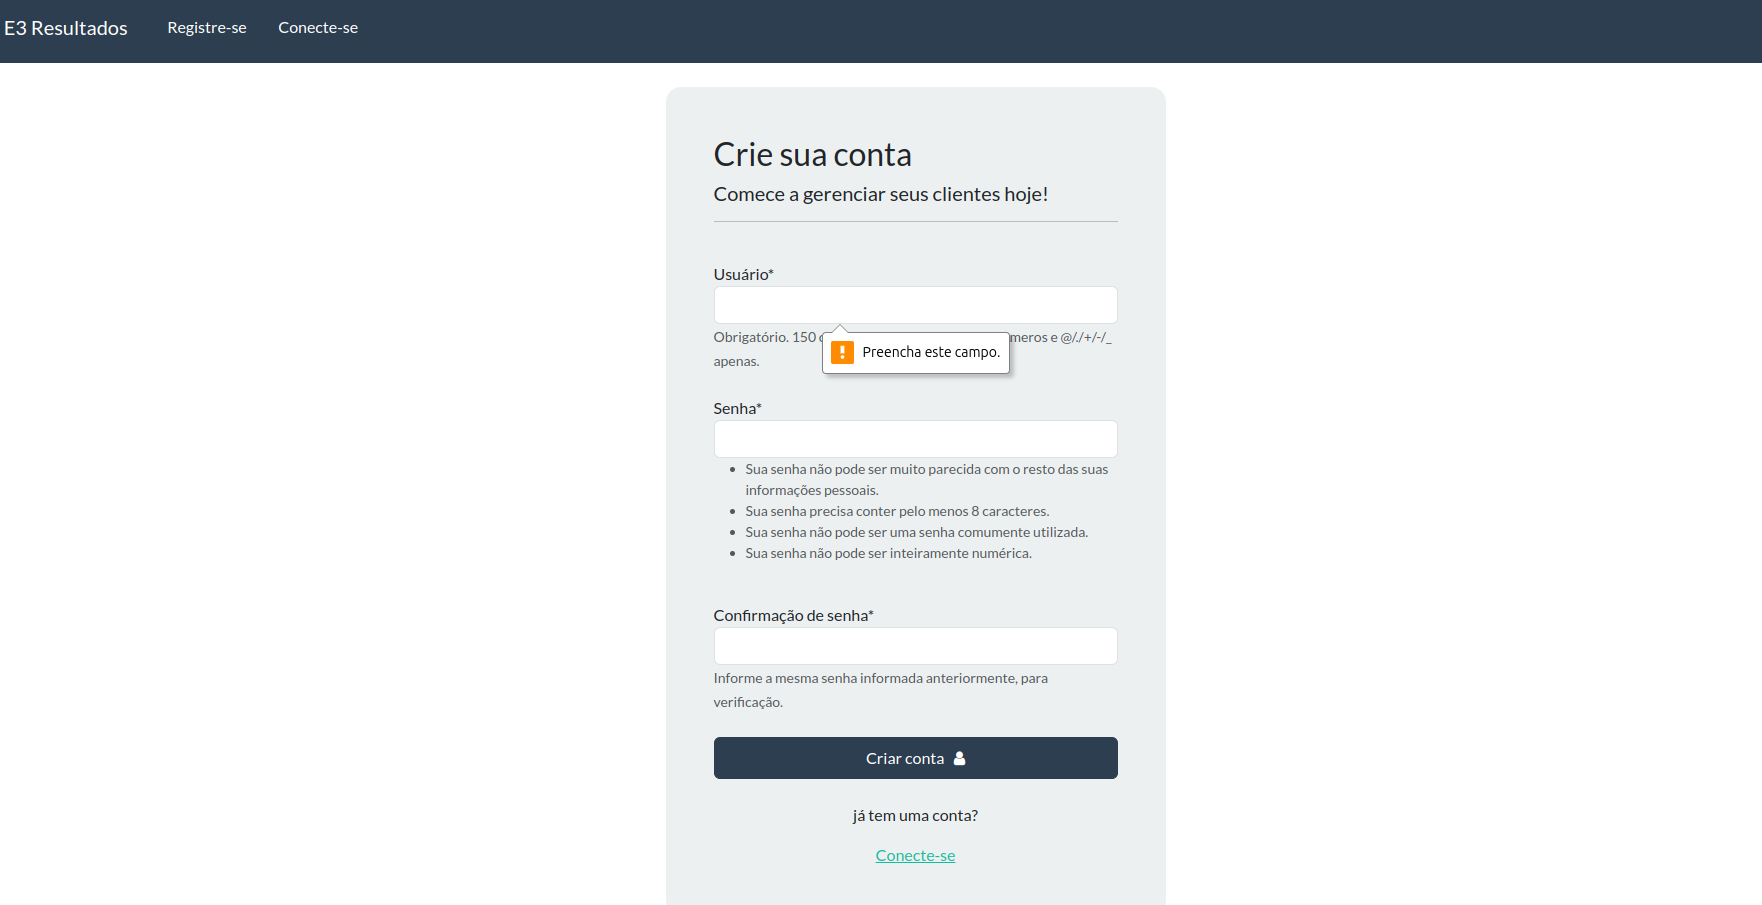 E3 Resultados Registre-se Conecte-se
Crie sua conta
Comece a gerenciar seus clientes hoje!
Usuário*
Obrigatório. 150 meros e @/./+/-/_
Preencha este campo.
apenas.
Senha*
Sua senha não pode ser muito parecida com o resto das suas
informações pessoais.
Sua senha precisa conter pelo menos 8 caracteres.
Sua senha não pode ser uma senha comumente utilizada.
Sua senha não pode ser inteiramente numérica.
Confirmação de senha*
Informe a mesma senha informada anteriormente, para
verificação.
Criar conta
já tem uma conta?
Conecte-se